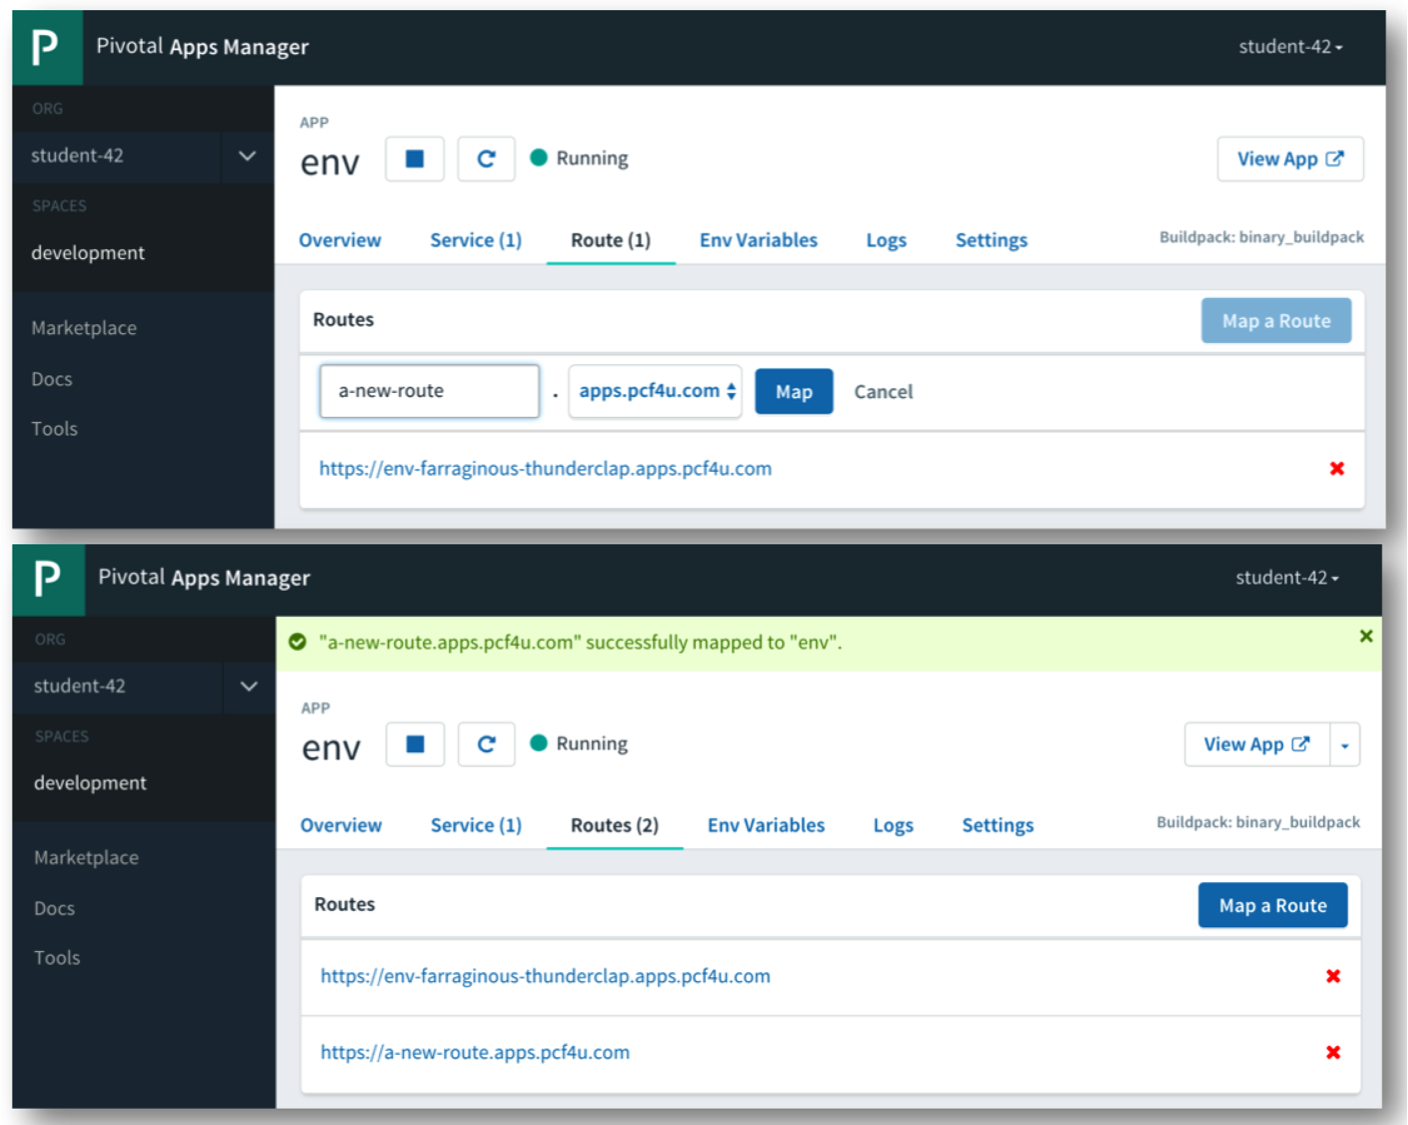 P Pivotal Apps Manager student-42
ORG
student-42
SPACES
development
Marketplace
Docs
Tools
APP
env Running View App
Overview Service (1) Route (1) Env Variables Logs Settings Buildpack: binary_buildpack
Routes Map a Route
a-new-route . apps.pcf4u.com Map Cancel
https://env-farraginous-thunderclap.apps.pcf4u.com
P Pivotal Apps Manager student-42
ORG
student-42
SPACES
development
Marketplace
Docs
Tools
"a-new-route.apps.pcf4u.com" successfully mapped to "env".
APP
env Running View App
Overview Service (1) Routes (2) Env Variables Logs Settings Buildpack: binary_buildpack
Routes Map a Route
https://env-farraginous-thunderclap.apps.pcf4u.com
https://a-new-route.apps.pcf4u.com